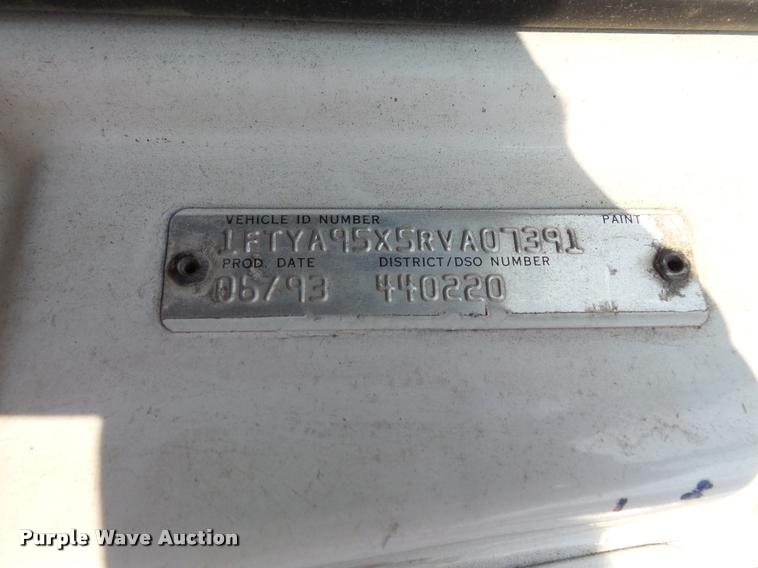 VEHICLE ID NUMBER PAINT
1FTYA95X5RVA07391
PROD. DATE DISTRICT/DSO NUMBER
06/93 440220
Purple Wave Auction